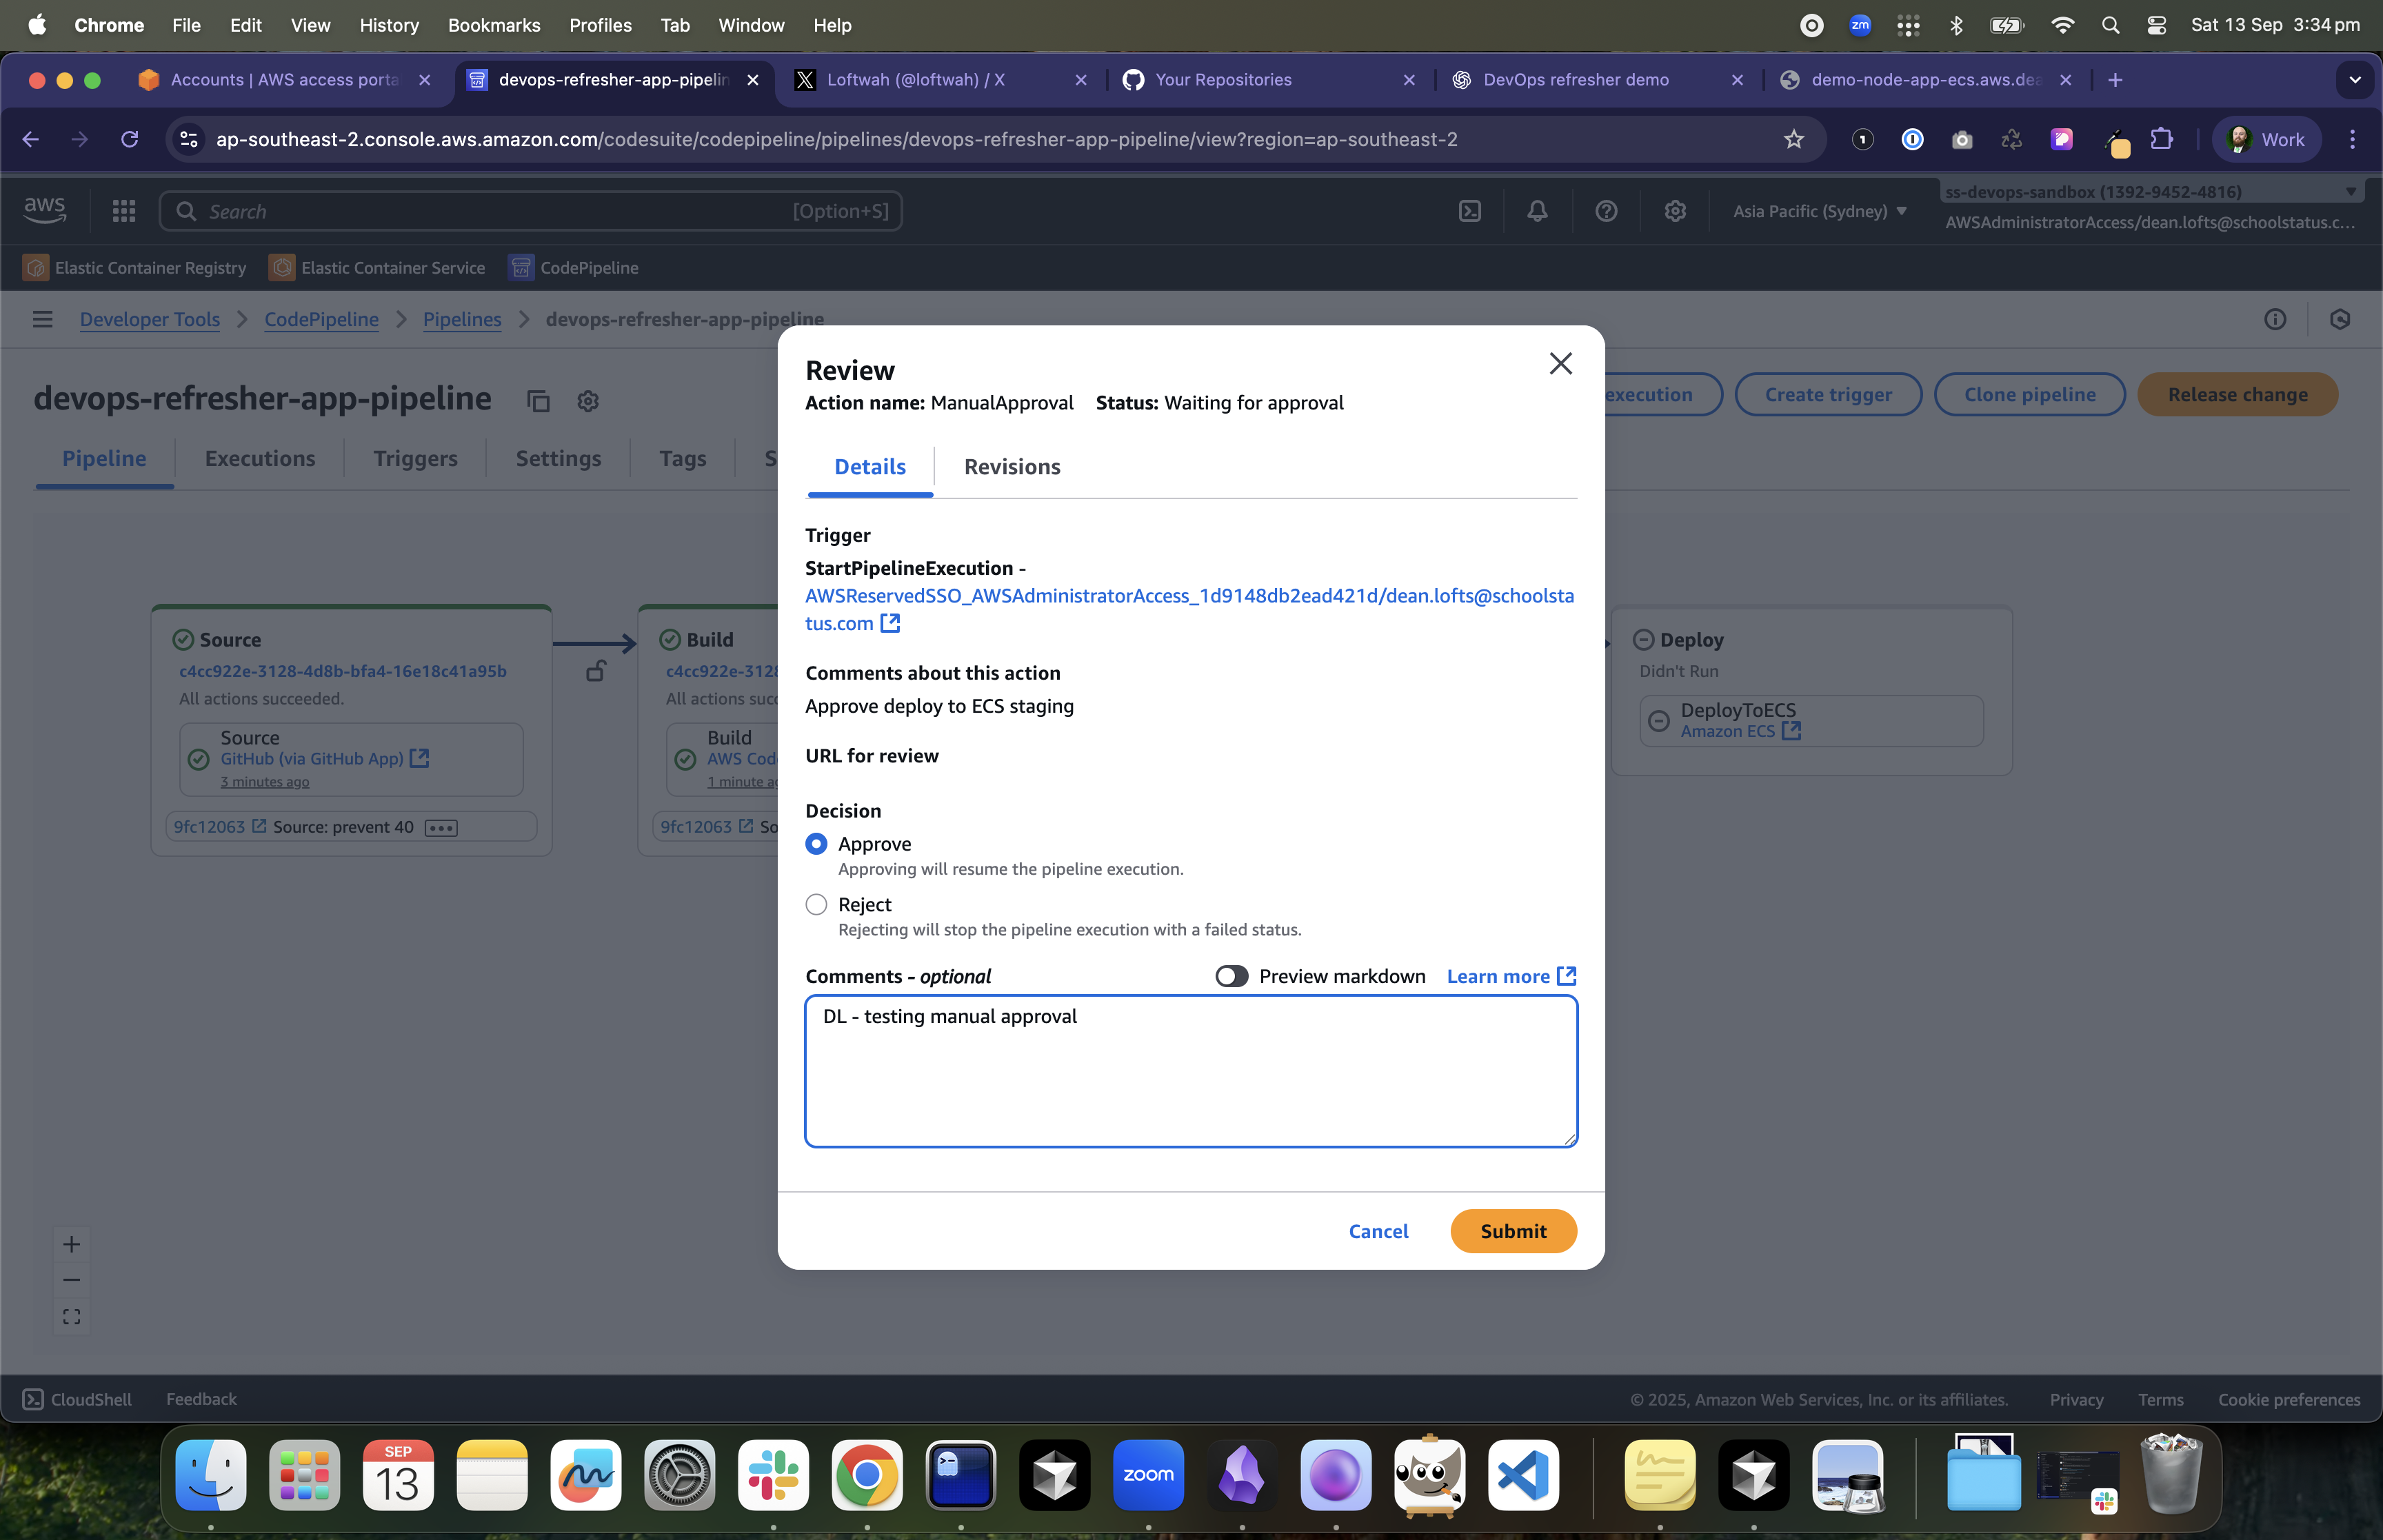 Chrome File Edit View History Bookmarks Profiles Tab Window Help
zm
Sat 13 Sep 3:34 pm
Accounts | AWS access porta
devops-refresher-app-pipelin
Loftwah (@loftwah) / X
Your Repositories
DevOps refresher demo
demo-node-app-ecs.aws.dea
ap-southeast-2.console.aws.amazon.com/codesuite/codepipeline/pipelines/devops-refresher-app-pipeline/view?region=ap-southeast-2
Work
aws
Search [Option+S]
Asia Pacific (Sydney)
ss-devops-sandbox (1392-9452-4816)
AWSAdministratorAccess/dean.lofts@schoolstatus.c...
Elastic Container Registry
Elastic Container Service
CodePipeline
Developer Tools
CodePipeline
Pipelines
devops-refresher-app-pipeline
devops-refresher-app-pipeline
execution
Create trigger
Clone pipeline
Release change
Pipeline
Executions
Triggers
Settings
Tags
S
Source
c4cc922e-3128-4d8b-bfa4-16e18c41a95b
All actions succeeded.
Source
GitHub (via GitHub App)
3 minutes ago
9fc12063 Source: prevent 40
Build
c4cc922e-3128
All actions succ
Build
AWS Cod
1 minute ag
9fc12063 So
Deploy
Didn't Run
DeployToECS
Amazon ECS
Review
Action name: ManualApproval Status: Waiting for approval
Details
Revisions
Trigger
StartPipelineExecution -
AWSReservedSSO_AWSAdministratorAccess_1d9148db2ead421d/dean.lofts@schoolsta
tus.com
Comments about this action
Approve deploy to ECS staging
URL for review
Decision
Approve
Approving will resume the pipeline execution.
Reject
Rejecting will stop the pipeline execution with a failed status.
Comments - optional
Preview markdown
Learn more
DL - testing manual approval
Cancel
Submit
CloudShell
Feedback
© 2025, Amazon Web Services, Inc. or its affiliates.
Privacy
Terms
Cookie preferences
SEP
13
zoom